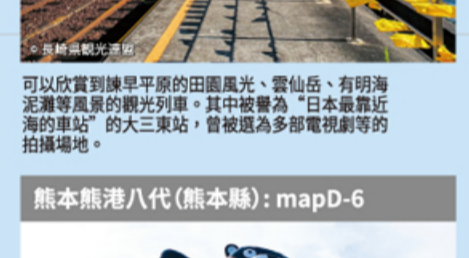 © 長崎県観光連盟
可以欣賞到諫早平原的田園風光、雲仙岳、有明海
泥灘等風景的觀光列車。其中被譽為“日本最靠近
海的車站”的大三東站，曾被選為多部電視劇等的
拍攝場地。
熊本熊港八代（熊本縣）: mapD-6